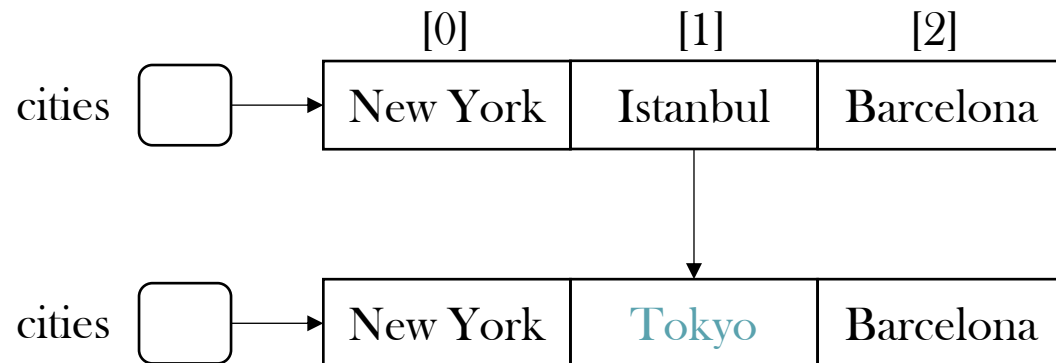 [0] [1] [2]
cities New York Istanbul Barcelona
cities New York Tokyo Barcelona